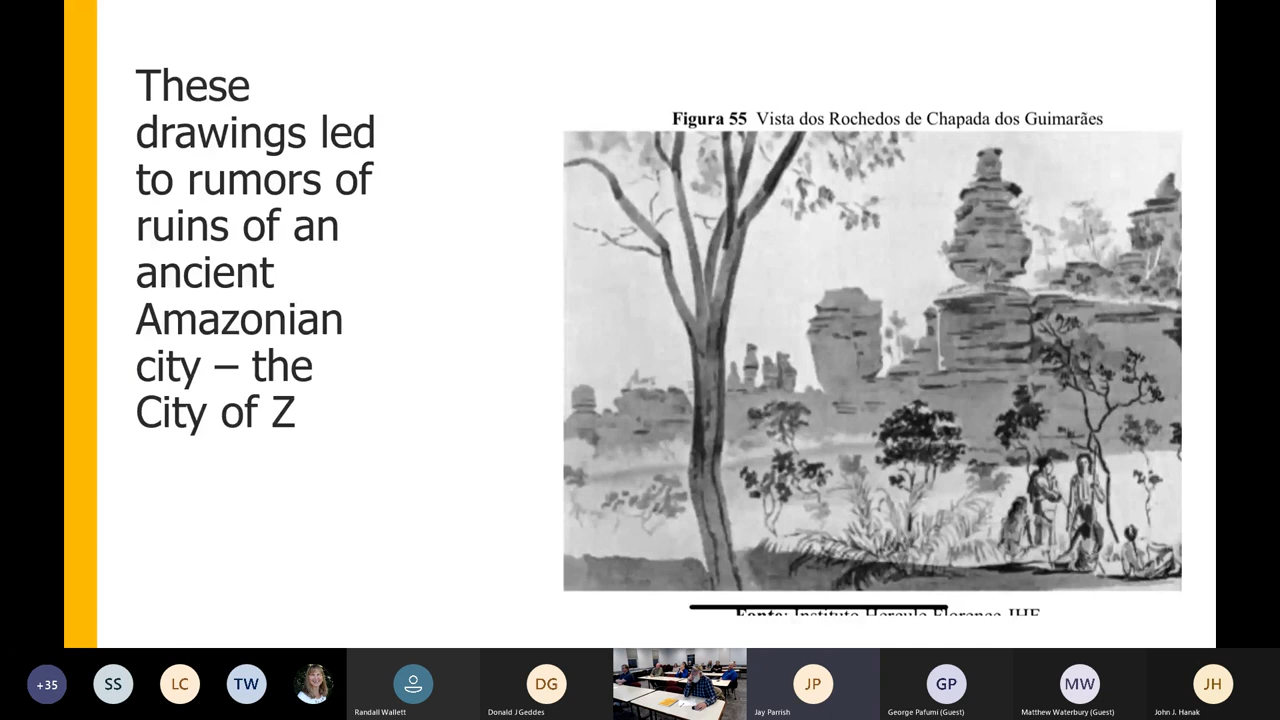 These
drawings led
to rumors of
ruins of an
ancient
Amazonian
city – the
City of Z
Figura 55 Vista dos Rochedos de Chapada dos Guimarães
Fonte: Instituto Hercule Florence, IHF
+35
SS
LC
TW
Randall Wallett
DG
Donald J Geddes
JP
Jay Parrish
GP
George Pafumi (Guest)
MW
Matthew Waterbury (Guest)
JH
John J. Hanak